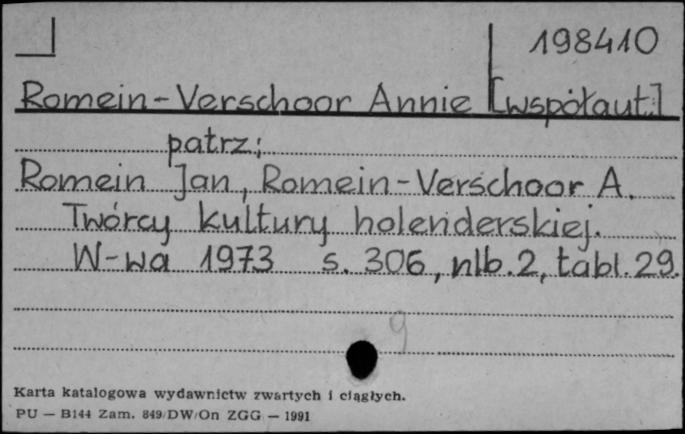 198410
Romein-Verschoor Annie [współaut.]
patrz:
Romein Jan, Romein-Verschoor A.
Twórcy kultury holenderskiej.
W-wa 1973 s. 306, nlb. 2, tabl. 29.
9
Karta katalogowa wydawnictw zwartych i ciągłych.
PU — B144 Zam. 849/DW/On ZGG — 1991